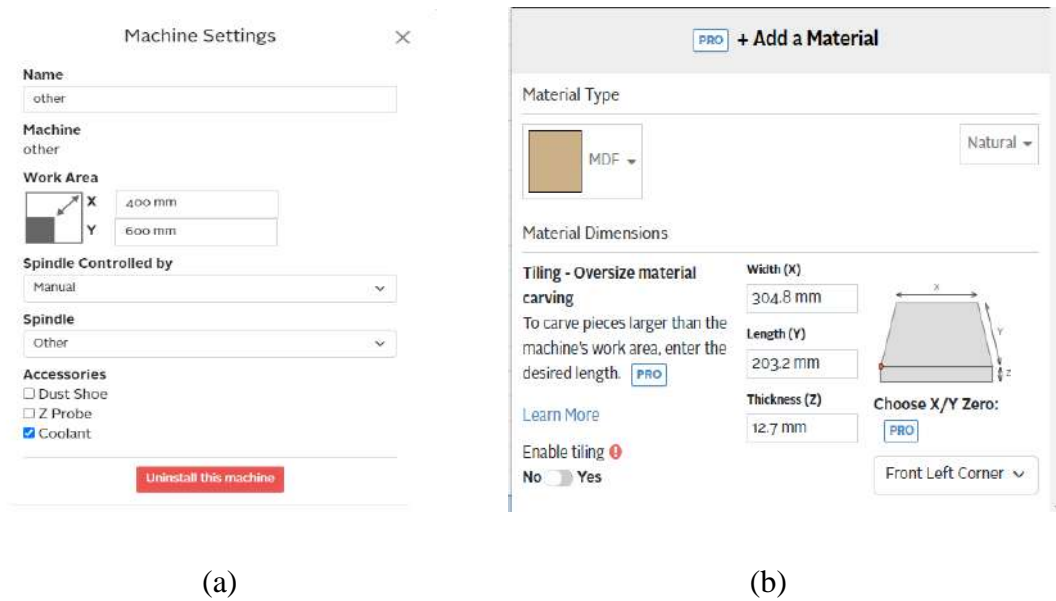 Machine Settings
Name
other
Machine
other
Work Area
X 400 mm
Y 600 mm
Spindle Controlled by
Manual
Spindle
Other
Accessories
Dust Shoe
Z Probe
Coolant
Uninstall this machine
(a)
PRO + Add a Material
Material Type
MDF
Natural
Material Dimensions
Tiling - Oversize material
carving
To carve pieces larger than the
machine's work area, enter the
desired length. PRO
Learn More
Enable tiling
No Yes
Width (X)
304.8 mm
Length (Y)
203.2 mm
Thickness (Z)
12.7 mm
X
Y
Z
Choose X/Y Zero:
PRO
Front Left Corner
(b)